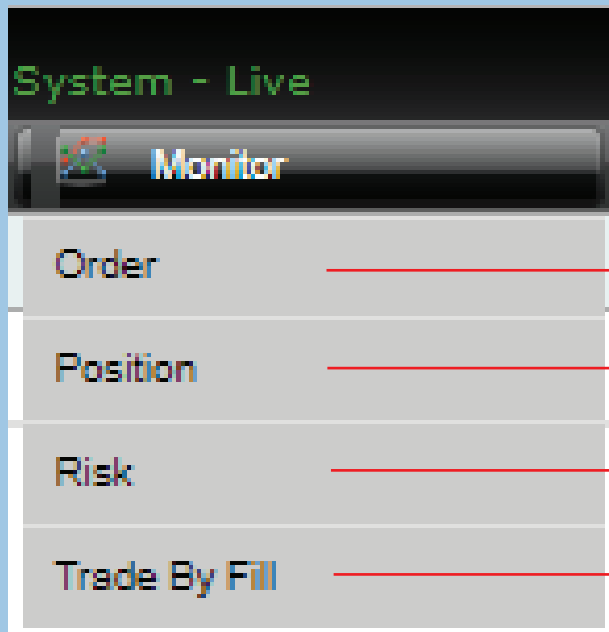 System - Live
Monitor
Order
Position
Risk
Trade By Fill